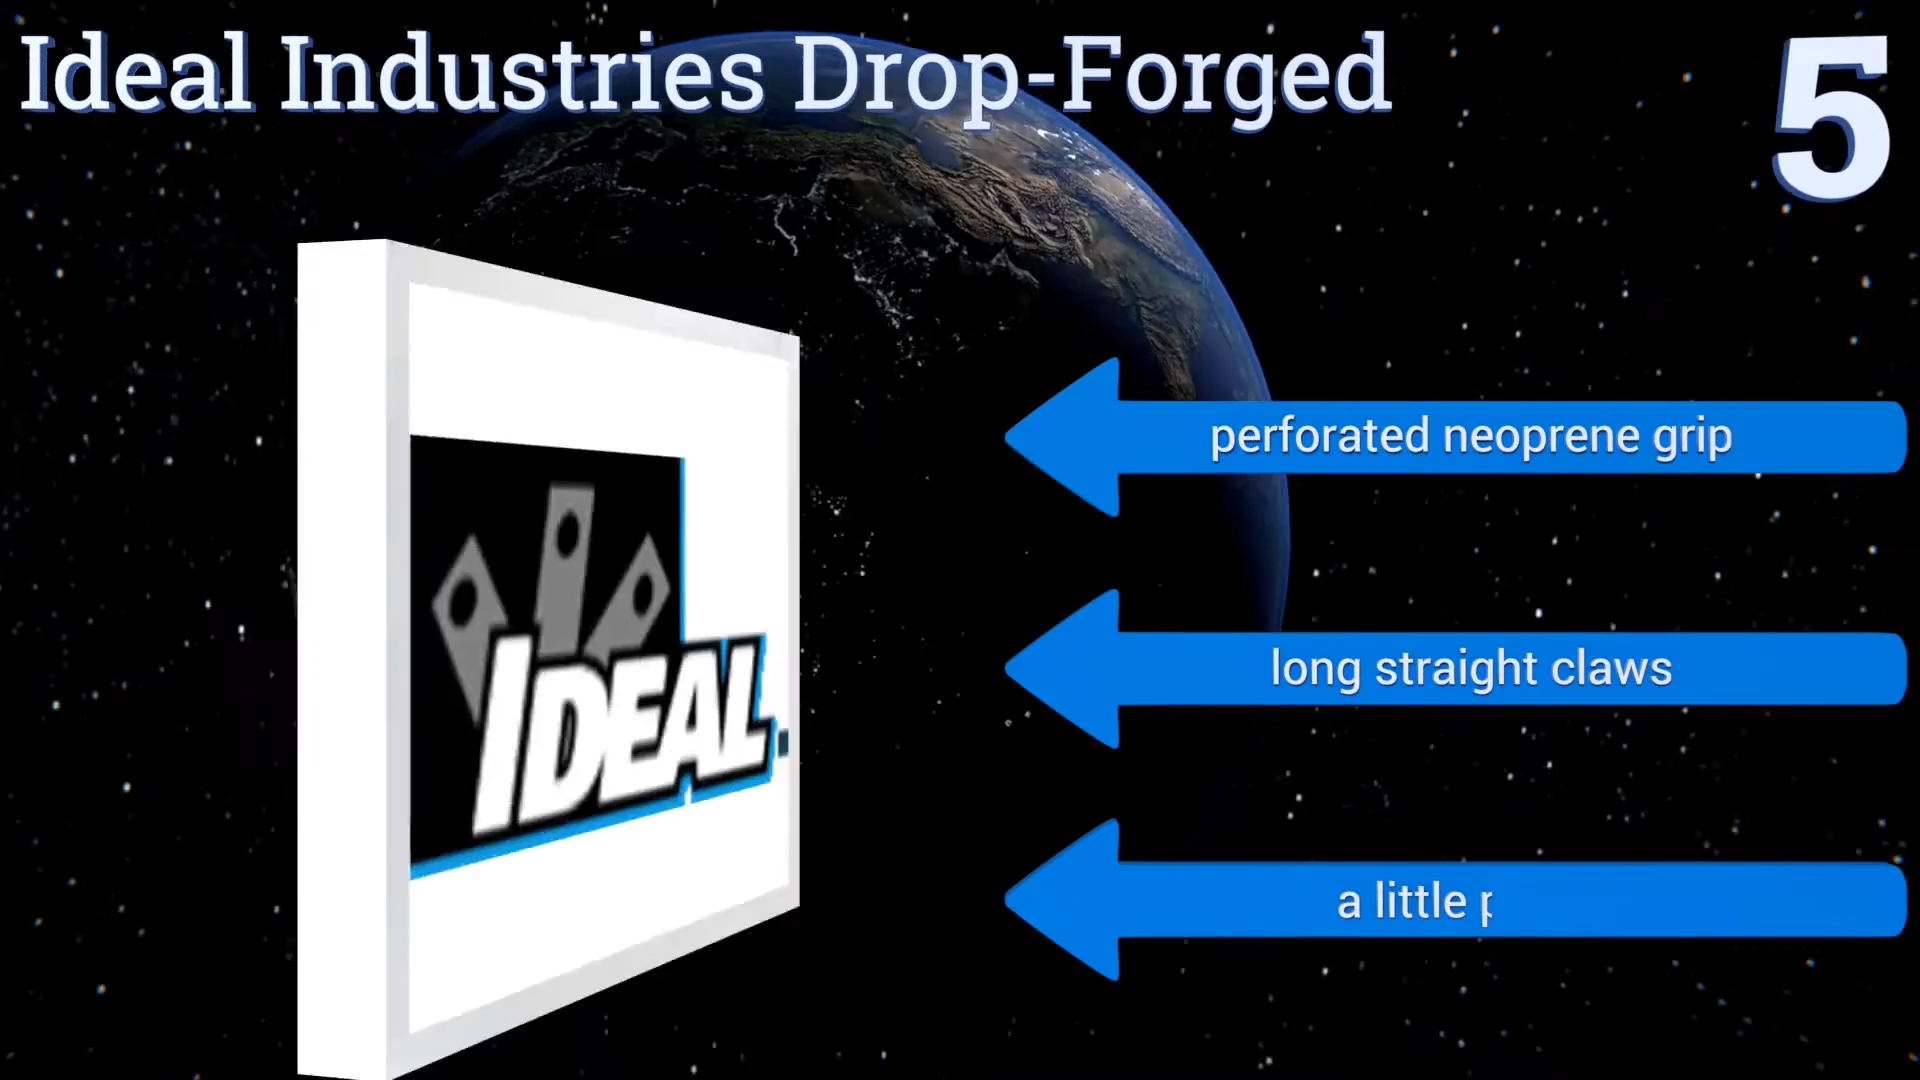 Ideal Industries Drop-Forged
5
perforated neoprene grip
IDEAL
long straight claws
a little